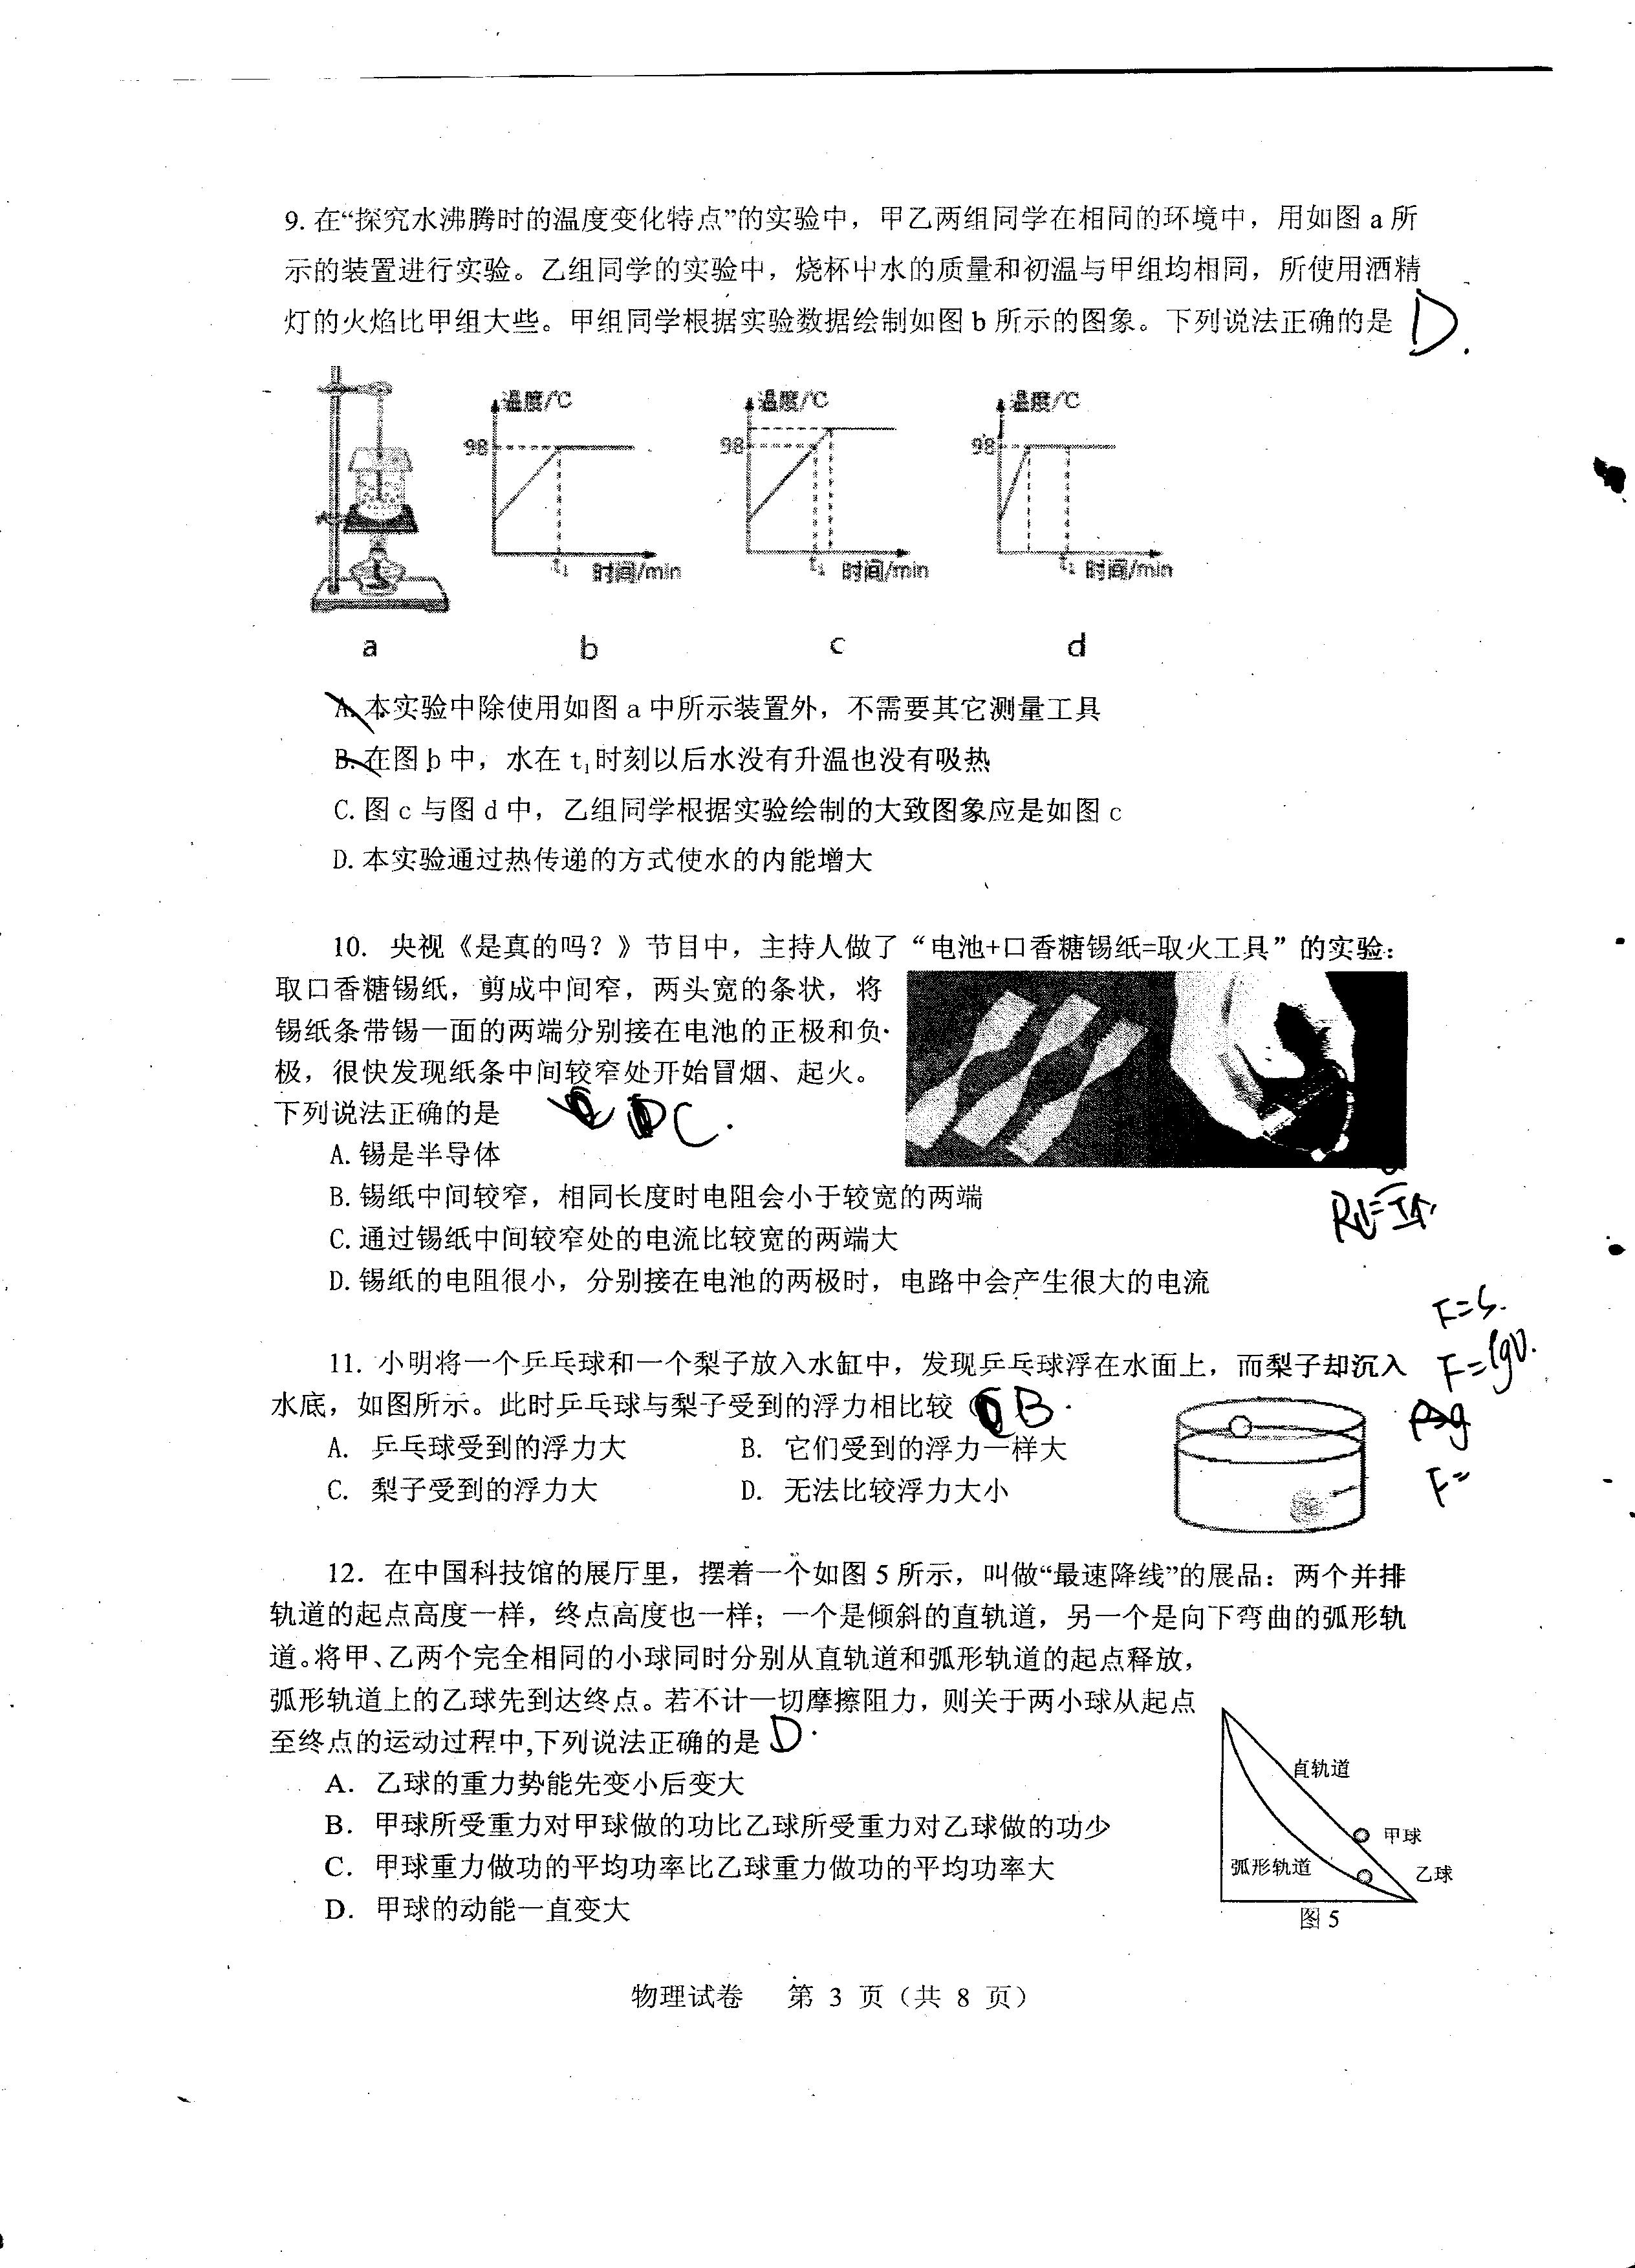 9. 在“探究水沸腾时的温度变化特点”的实验中，甲乙两组同学在相同的环境中，用如图 a 所
示的装置进行实验。乙组同学的实验中，烧杯中水的质量和初温与甲组均相同，所使用酒精
灯的火焰比甲组大些。甲组同学根据实验数据绘制如图 b 所示的图象。下列说法正确的是 D.
温度/℃ 温度/℃ 温度/℃
98 98 98
t₁ 时间/min t₁ 时间/min t₁ 时间/min
a b c d
A. 本实验中除使用如图 a 中所示装置外，不需要其它测量工具
B. 在图 b 中，水在 t₁时刻以后水没有升温也没有吸热
C. 图 c 与图 d 中，乙组同学根据实验绘制的大致图象应是如图 c
D. 本实验通过热传递的方式使水的内能增大
10. 央视《是真的吗？》节目中，主持人做了“电池+口香糖锡纸=取火工具”的实验：
取口香糖锡纸，剪成中间窄，两头宽的条状，将
锡纸条带锡一面的两端分别接在电池的正极和负
极，很快发现纸条中间较窄处开始冒烟、起火。
下列说法正确的是 C.
A. 锡是半导体
B. 锡纸中间较窄，相同长度时电阻会小于较宽的两端
C. 通过锡纸中间较窄处的电流比较宽的两端大
D. 锡纸的电阻很小，分别接在电池的两极时，电路中会产生很大的电流
R↓= I↑
F=G.
11. 小明将一个乒乓球和一个梨子放入水缸中，发现乒乓球浮在水面上，而梨子却沉入
F=ρgV.
水底，如图所示。此时乒乓球与梨子受到的浮力相比较 B
A. 乒乓球受到的浮力大 B. 它们受到的浮力一样大
C. 梨子受到的浮力大 D. 无法比较浮力大小
F=
12. 在中国科技馆的展厅里，摆着一个如图 5 所示，叫做“最速降线”的展品：两个并排
轨道的起点高度一样，终点高度也一样；一个是倾斜的直轨道，另一个是向下弯曲的弧形轨
道。将甲、乙两个完全相同的小球同时分别从直轨道和弧形轨道的起点释放，
弧形轨道上的乙球先到达终点。若不计一切摩擦阻力，则关于两小球从起点
至终点的运动过程中,下列说法正确的是 D
A. 乙球的重力势能先变小后变大
B. 甲球所受重力对甲球做的功比乙球所受重力对乙球做的功少
C. 甲球重力做功的平均功率比乙球重力做功的平均功率大
D. 甲球的动能一直变大
直轨道
甲球
弧形轨道 乙球
图 5
物理试卷 第 3 页（共 8 页）